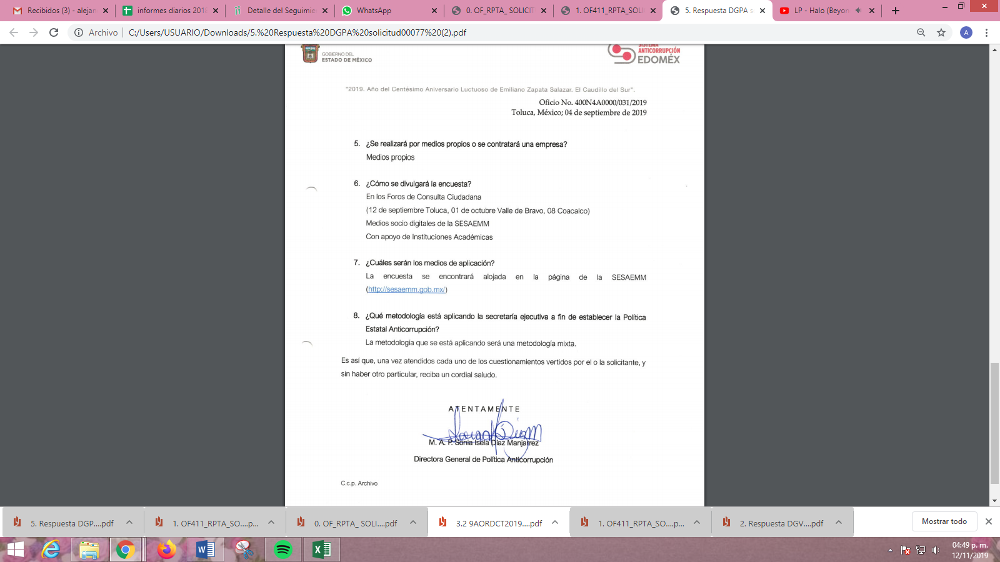 Recibidos (3) - alejan
informes diarios 2018
Detalle del Seguimie
WhatsApp
0. OF_RPTA_ SOLICIT
1. OF411_RPTA_SOL
5. Respuesta DGPA s
LP - Halo (Beyon
Archivo
C:/Users/USUARIO/Downloads/5.%20Respuesta%20DGPA%20solicitud00077%20(2).pdf
A
GOBIERNO DEL
ESTADO DE MÉXICO
SISTEMA
ANTICORRUPCIÓN
EDOMÉX
"2019. Año del Centésimo Aniversario Luctuoso de Emiliano Zapata Salazar. El Caudillo del Sur".
Oficio No. 400N4A0000/031/2019
Toluca, México; 04 de septiembre de 2019
5. ¿Se realizará por medios propios o se contratará una empresa?
Medios propios
6. ¿Cómo se divulgará la encuesta?
En los Foros de Consulta Ciudadana
(12 de septiembre Toluca, 01 de octubre Valle de Bravo, 08 Coacalco)
Medios socio digitales de la SESAEMM
Con apoyo de Instituciones Académicas
7. ¿Cuáles serán los medios de aplicación?
La encuesta se encontrará alojada en la página de la SESAEMM
(http://sesaemm.gob.mx/)
8. ¿Qué metodología está aplicando la secretaría ejecutiva a fin de establecer la Política
Estatal Anticorrupción?
La metodología que se está aplicando será una metodología mixta.
Es así que, una vez atendidos cada uno de los cuestionamientos vertidos por el o la solicitante, y
sin haber otro particular, reciba un cordial saludo.
ATENTAMENTE
M. A. P. Sonia Isela Díaz Manjarrez
Directora General de Política Anticorrupción
C.c.p. Archivo
5. Respuesta DGP....pdf
1. OF411_RPTA_SO....p...
0. OF_RPTA_ SOLI....pdf
3.2 9AORDCT2019....pdf
1. OF411_RPTA_SO....p...
2. Respuesta DGV....pdf
Mostrar todo
04:49 p. m.
12/11/2019